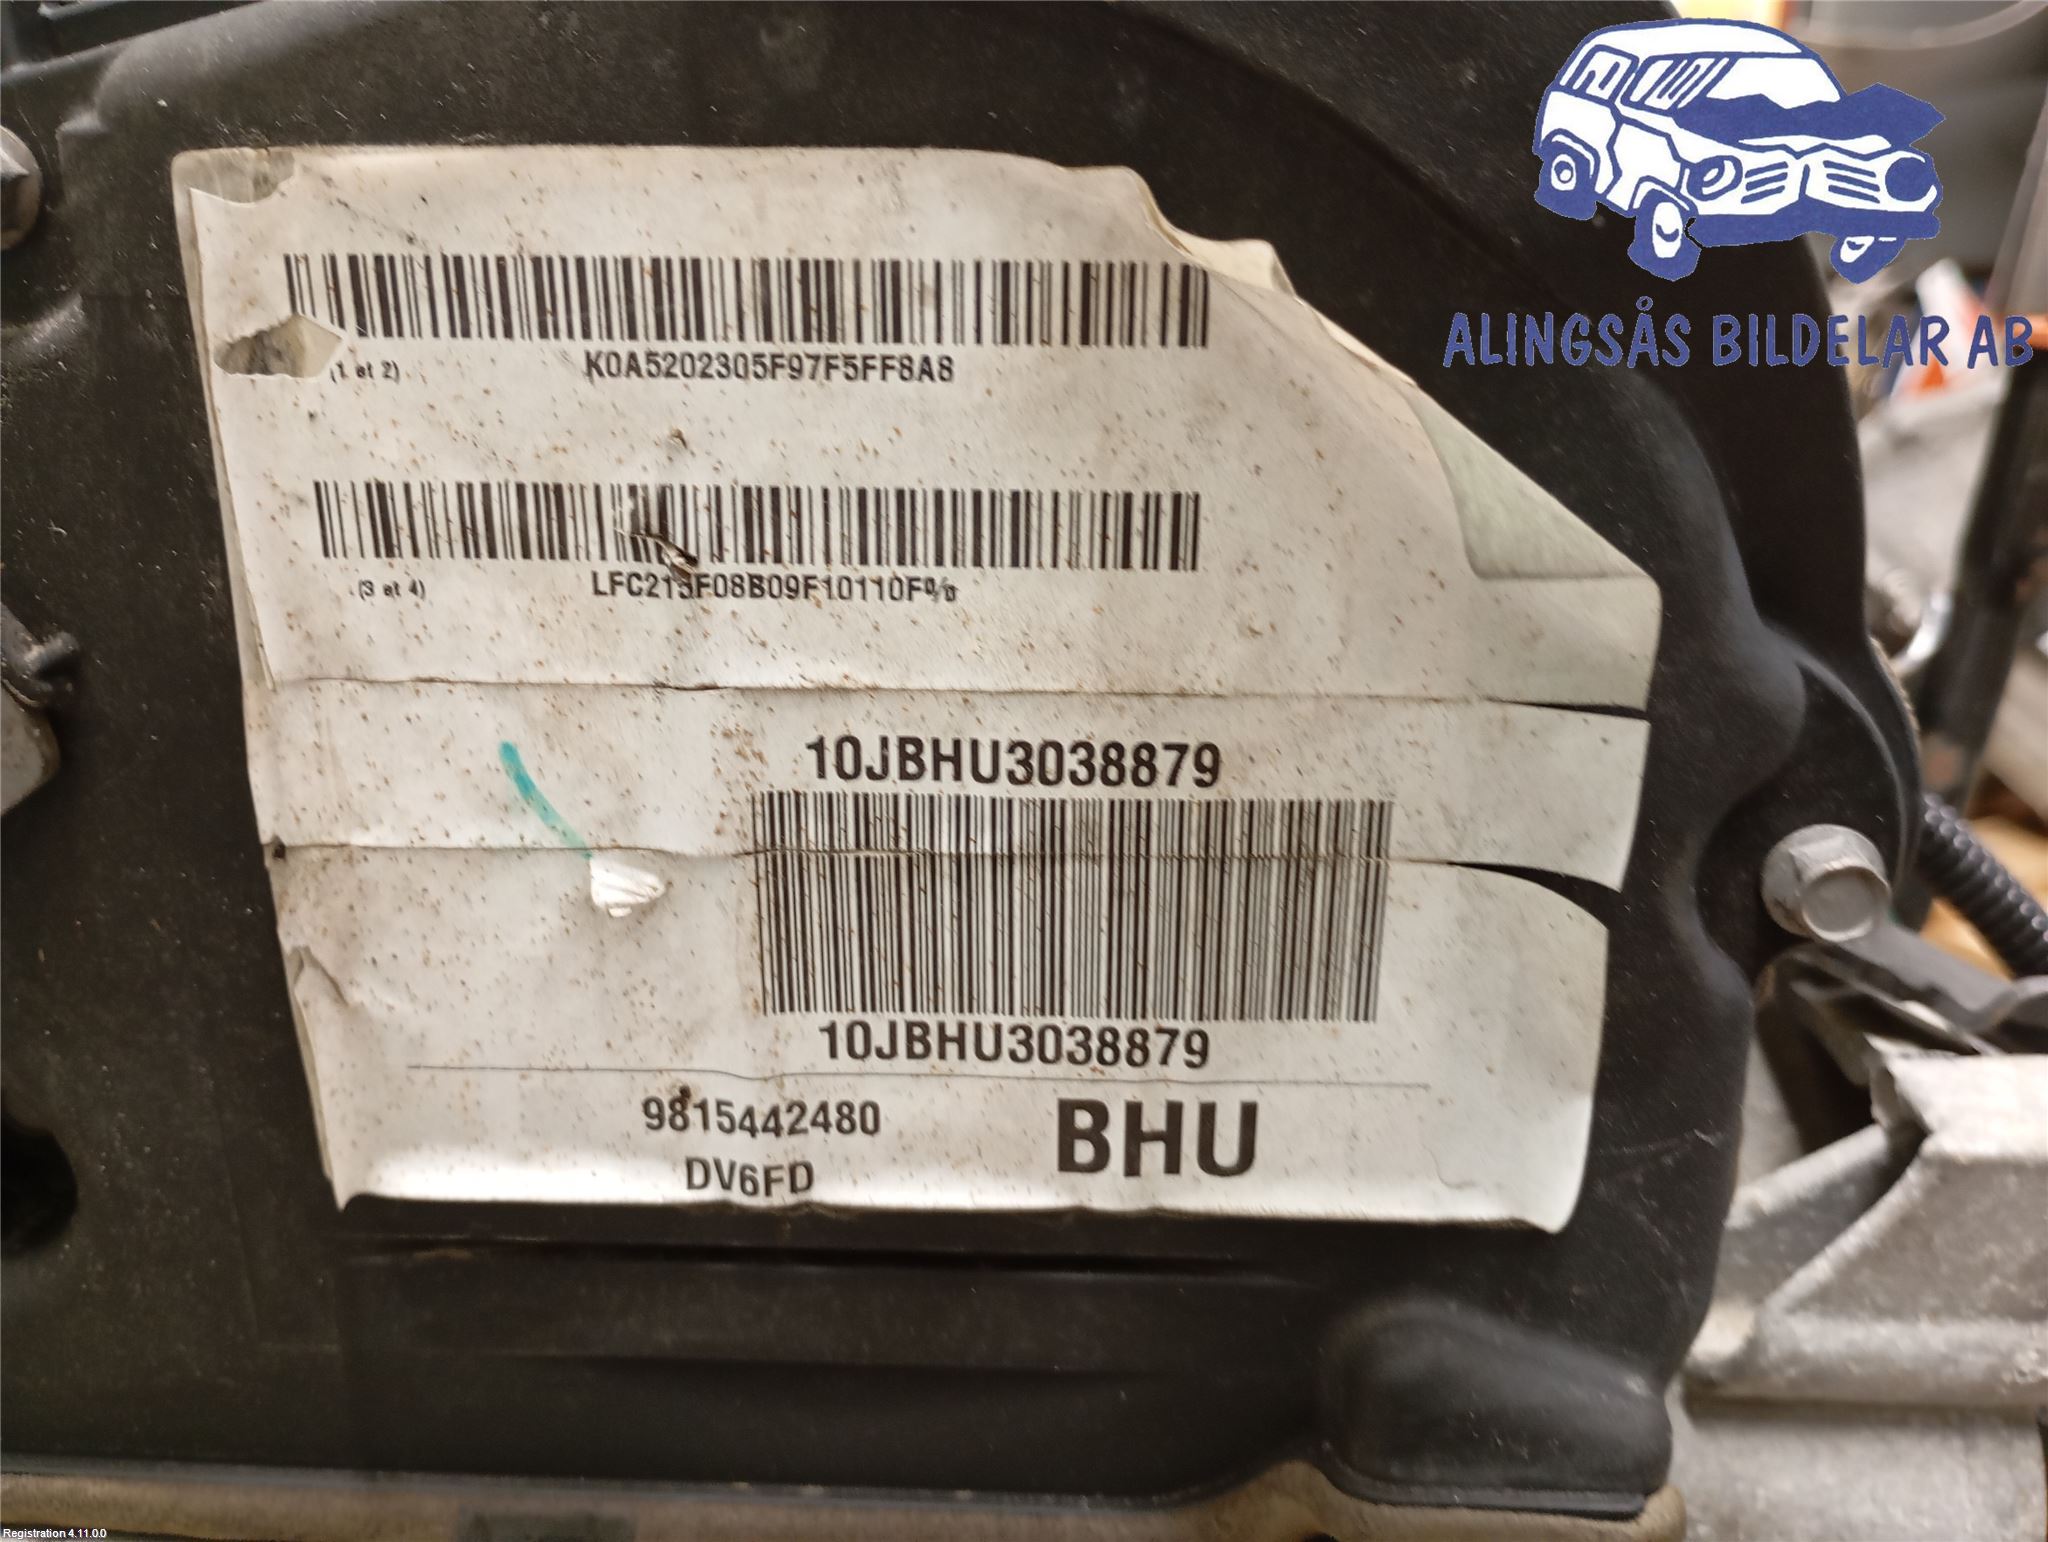 ALINGSÅS BILDELAR AB
K0A5202305F97F5FF8A8
(1 et 2)
LFC213F08B09F10110F%
(3 et 4)
10JBHU3038879
10JBHU3038879
9815442480
BHU
DV6FD
Registration 4.11.0.0